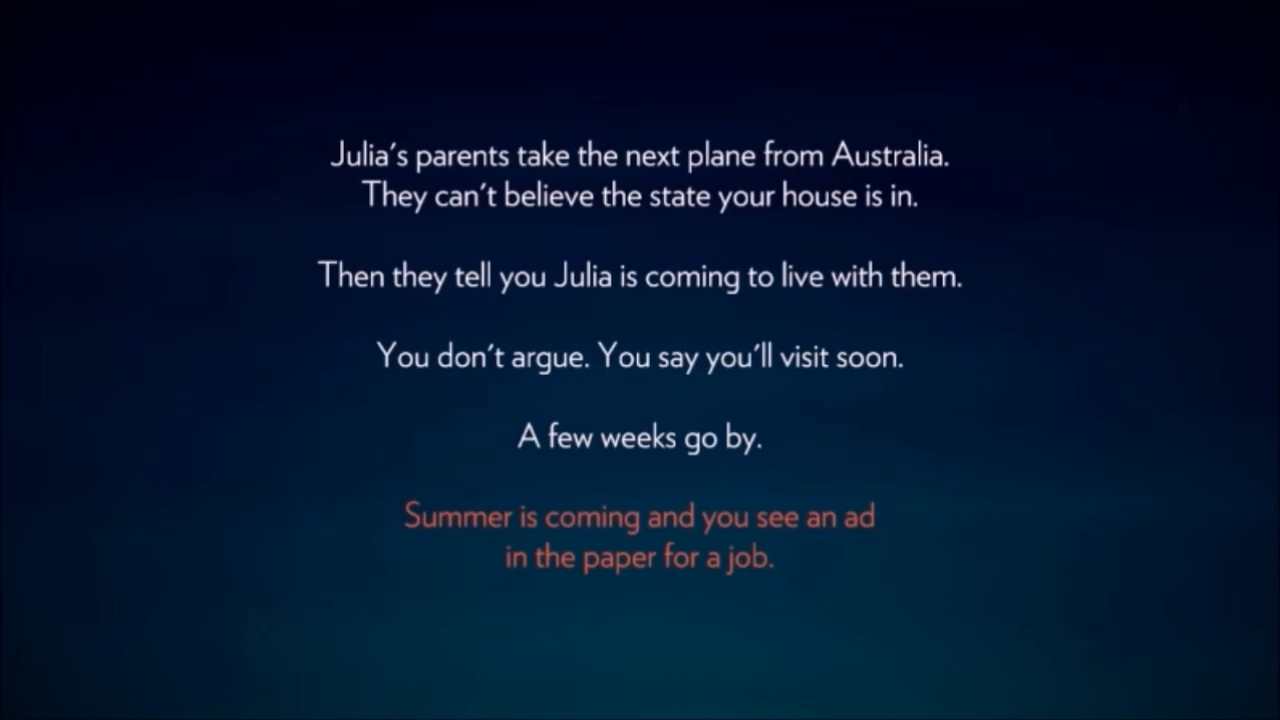 Julia's parents take the next plane from Australia.
They can't believe the state your house is in.
Then they tell you Julia is coming to live with them.
You don't argue. You say you'll visit soon.
A few weeks go by.
Summer is coming and you see an ad
in the paper for a job.